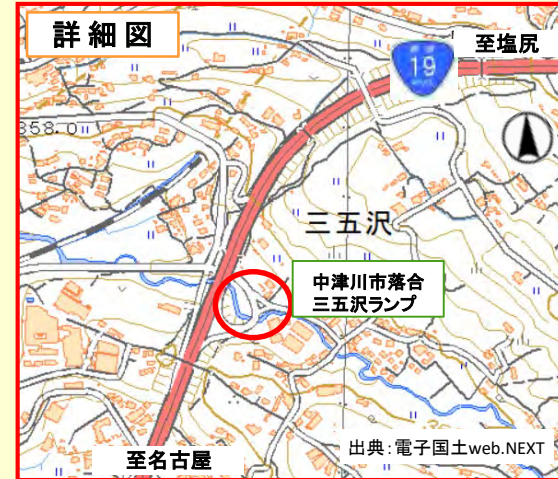 詳細図
至塩尻
19
358.0
三五沢
中津川市落合
三五沢ランプ
至名古屋
出典：電子国土web.NEXT